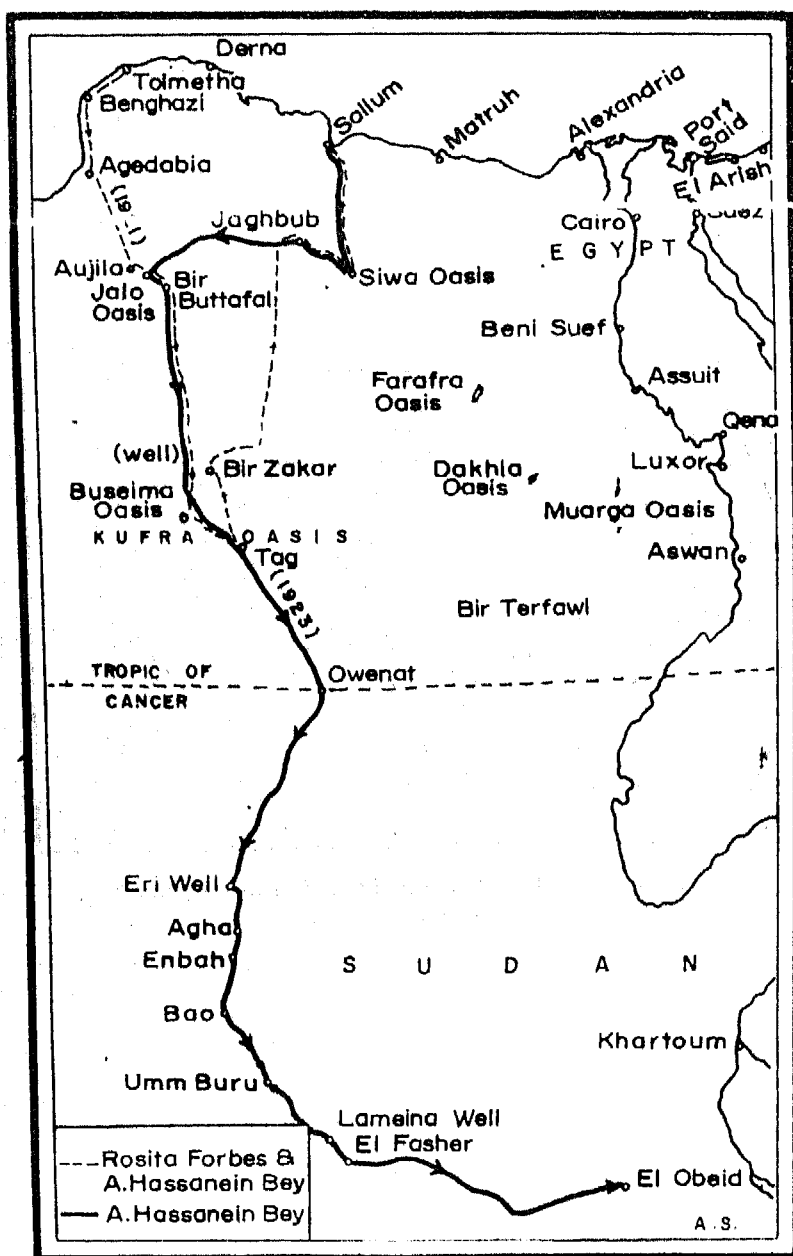 Derna
Tolmetha
Benghazi
Sallum
Matruh
Alexandria
Port
Said
El Arish
Agedabia
Jaghbub
Cairo
Suez
EGYPT
Aujila
Jalo
Oasis
Bir
Buttafal
Siwa Oasis
Beni Suef
Farafra
Oasis
Assuit
Qena
(well)
Bir Zakar
Dakhla
Oasis
Luxor
Buseima
Oasis
Muarga Oasis
KUFRA OASIS
Tag
(1923)
Aswan
Bir Terfawl
TROPIC OF
CANCER
Owenat
Eri Well
Agha
Enbah
SUDAN
Bao
Khartoum
Umm Buru
Lameina Well
El Fasher
El Obeid
Rosita Forbes &
A.Hassanein Bey
A.Hassanein Bey
A.S.